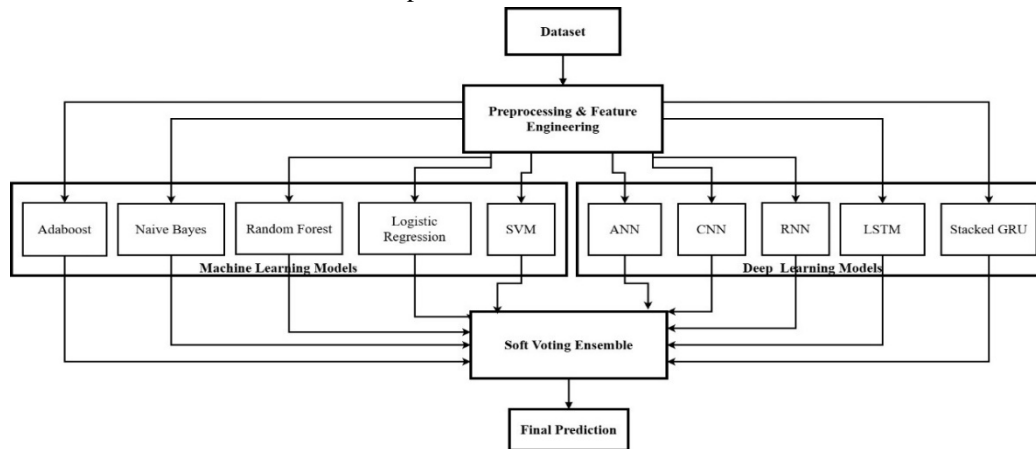 Dataset
Preprocessing & Feature
Engineering
Adaboost
Naive Bayes
Random Forest
Logistic
Regression
SVM
ANN
CNN
RNN
LSTM
Stacked GRU
Machine Learning Models
Deep Learning Models
Soft Voting Ensemble
Final Prediction